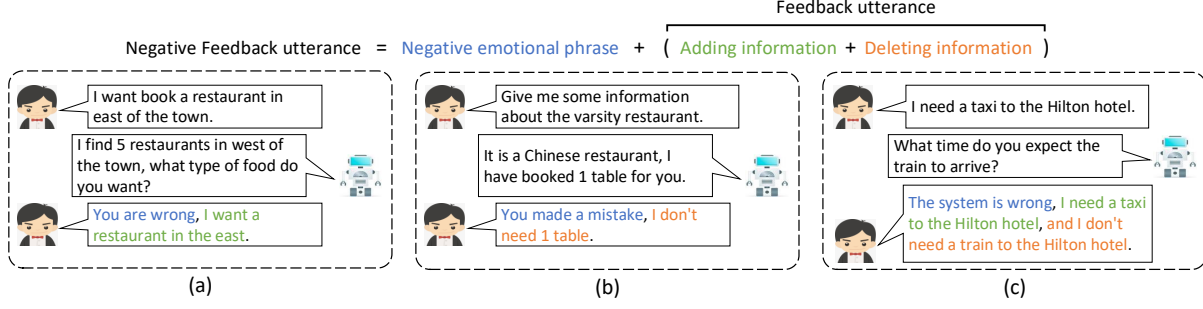 Feedback utterance
Negative Feedback utterance = Negative emotional phrase + ( Adding information + Deleting information )
I want book a restaurant in
east of the town.
I find 5 restaurants in west of
the town, what type of food do
you want?
You are wrong, I want a
restaurant in the east.
(a)
Give me some information
about the varsity restaurant.
It is a Chinese restaurant, I
have booked 1 table for you.
You made a mistake, I don't
need 1 table.
(b)
I need a taxi to the Hilton hotel.
What time do you expect the
train to arrive?
The system is wrong, I need a taxi
to the Hilton hotel, and I don't
need a train to the Hilton hotel.
(c)